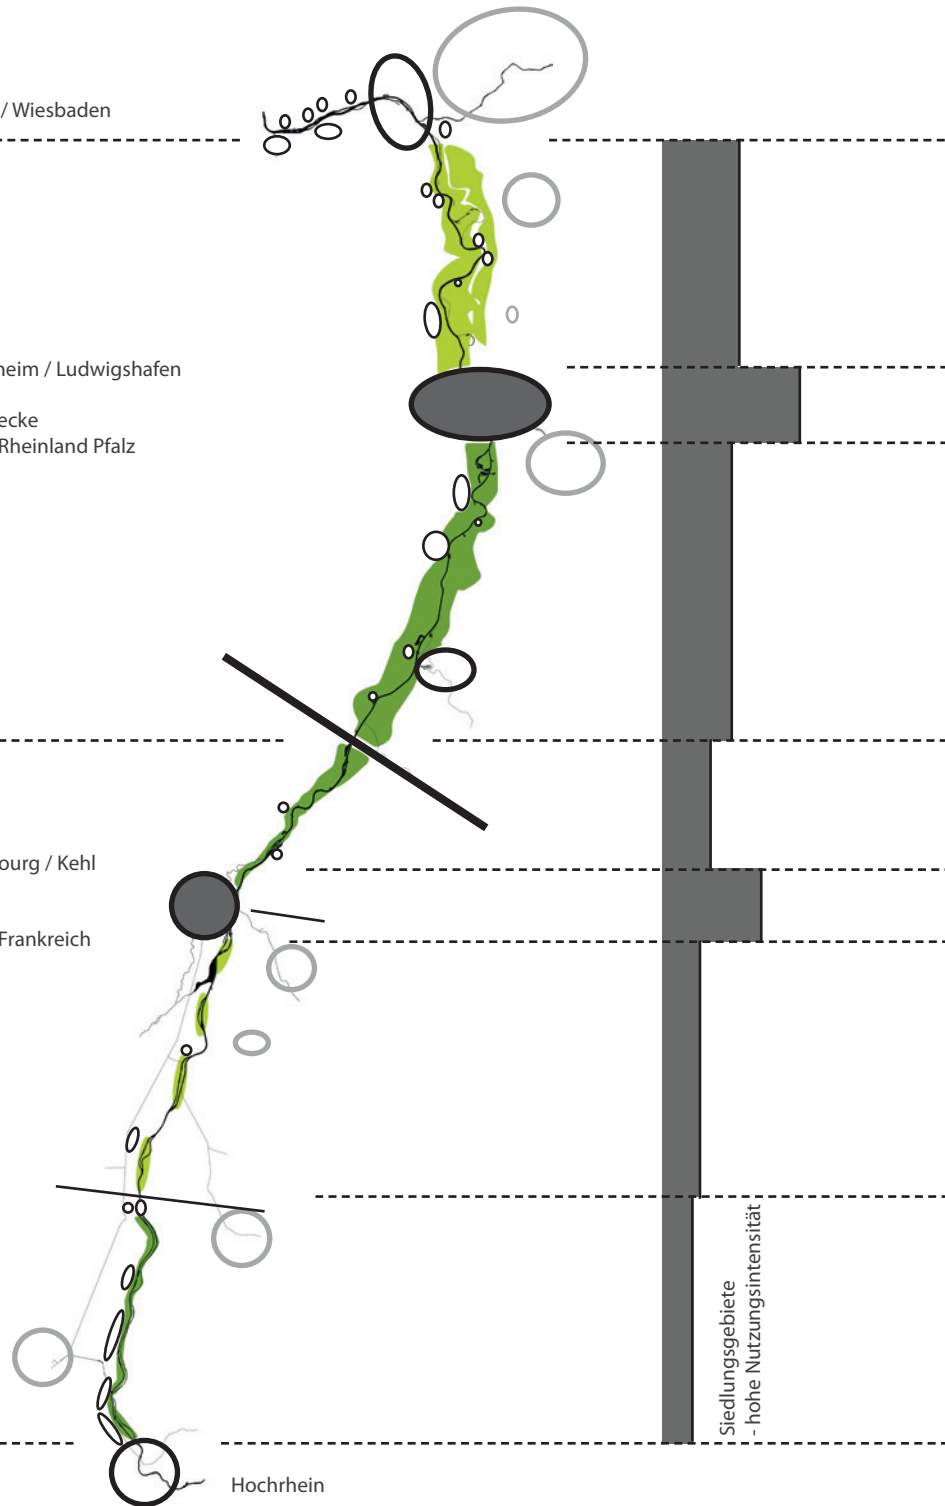 / Wiesbaden
heim / Ludwigshafen
ecke
Rheinland Pfalz
ourg / Kehl
Frankreich
Siedlungsgebiete
- hohe Nutzungsintensität
Hochrhein